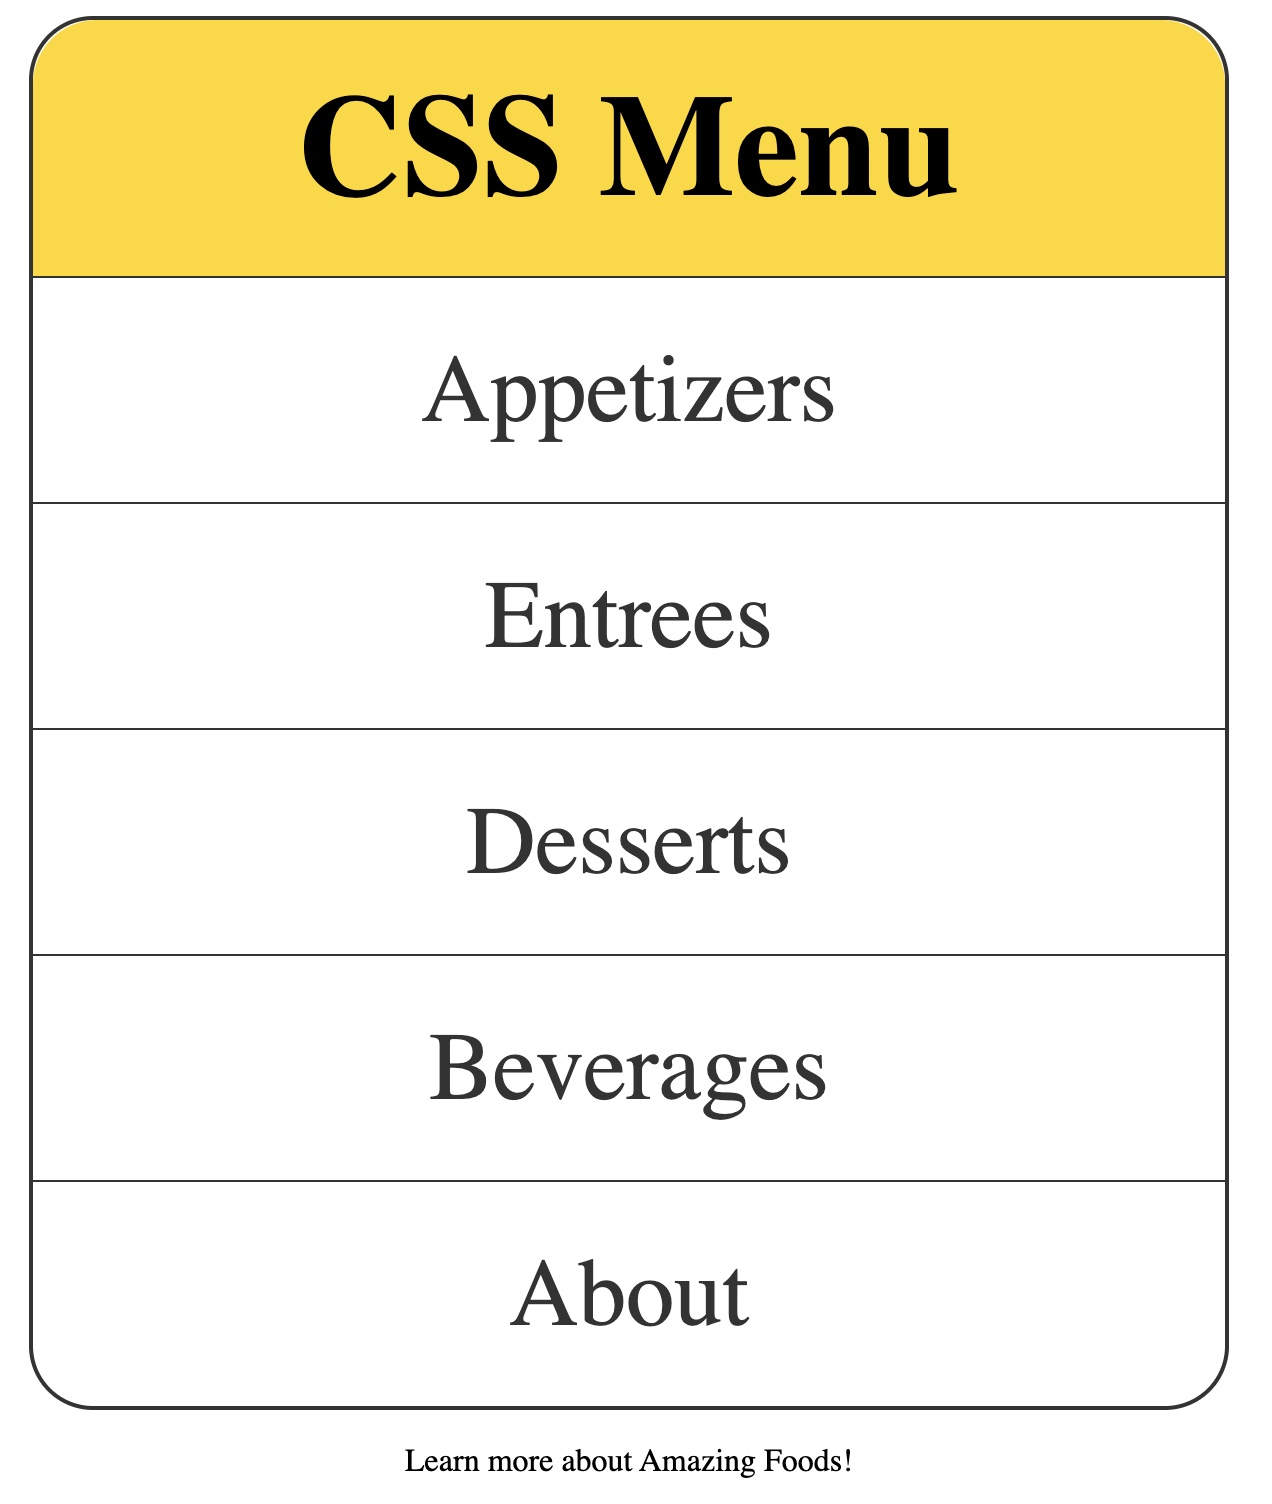 CSS Menu
Appetizers
Entrees
Desserts
Beverages
About
Learn more about Amazing Foods!